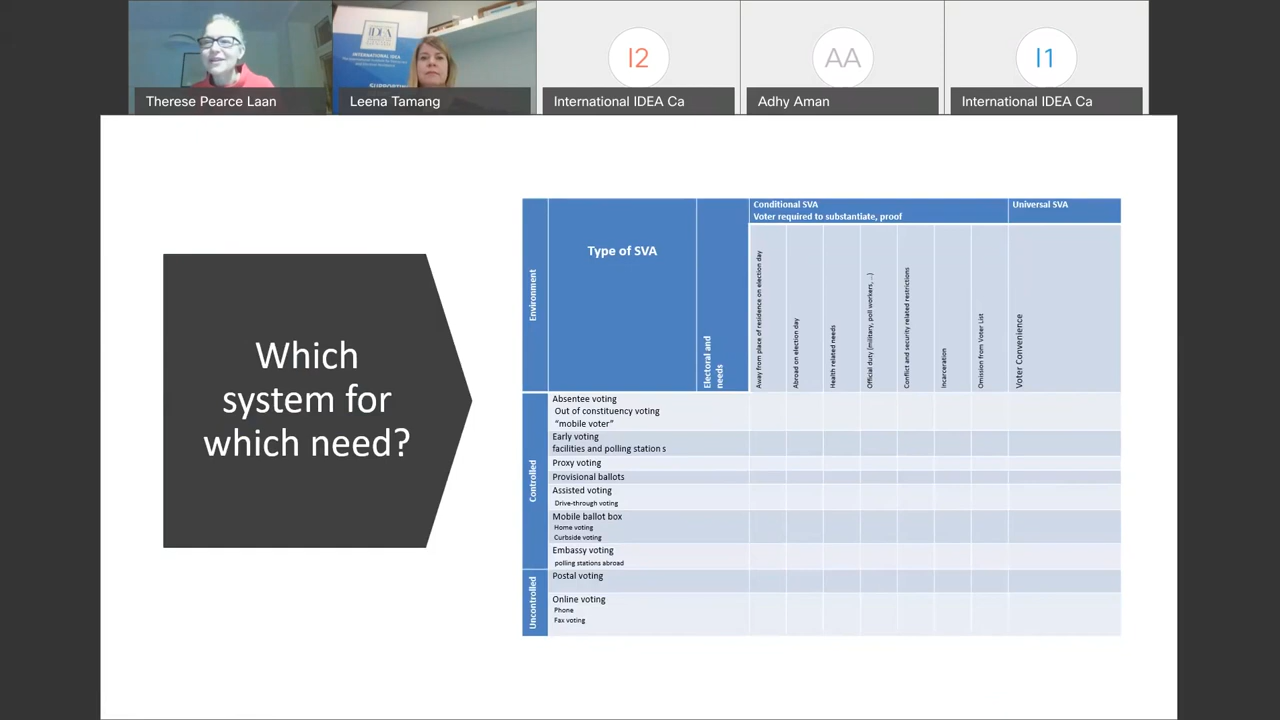 IDEA
INTERNATIONAL IDEA
SUPPORTING
I2
AA
I1
Therese Pearce Laan
Leena Tamang
International IDEA Ca
Adhy Aman
International IDEA Ca
Which
system for
which need?
Environment
Type of SVA
Electoral and
needs
Conditional SVA
Voter required to substantiate, proof
Universal SVA
Away from place of residence on election day
Abroad on election day
Health related needs
Official duty (military, poll workers, ..)
Conflict and security related restrictions
Incarceration
Omission from Voter List
Voter Convenience
Controlled
Absentee voting
Out of constituency voting
“mobile voter”
Early voting
facilities and polling station s
Proxy voting
Provisional ballots
Assisted voting
Drive-through voting
Mobile ballot box
Home voting
Curbside voting
Embassy voting
polling stations abroad
Uncontrolled
Postal voting
Online voting
Phone
Fax voting